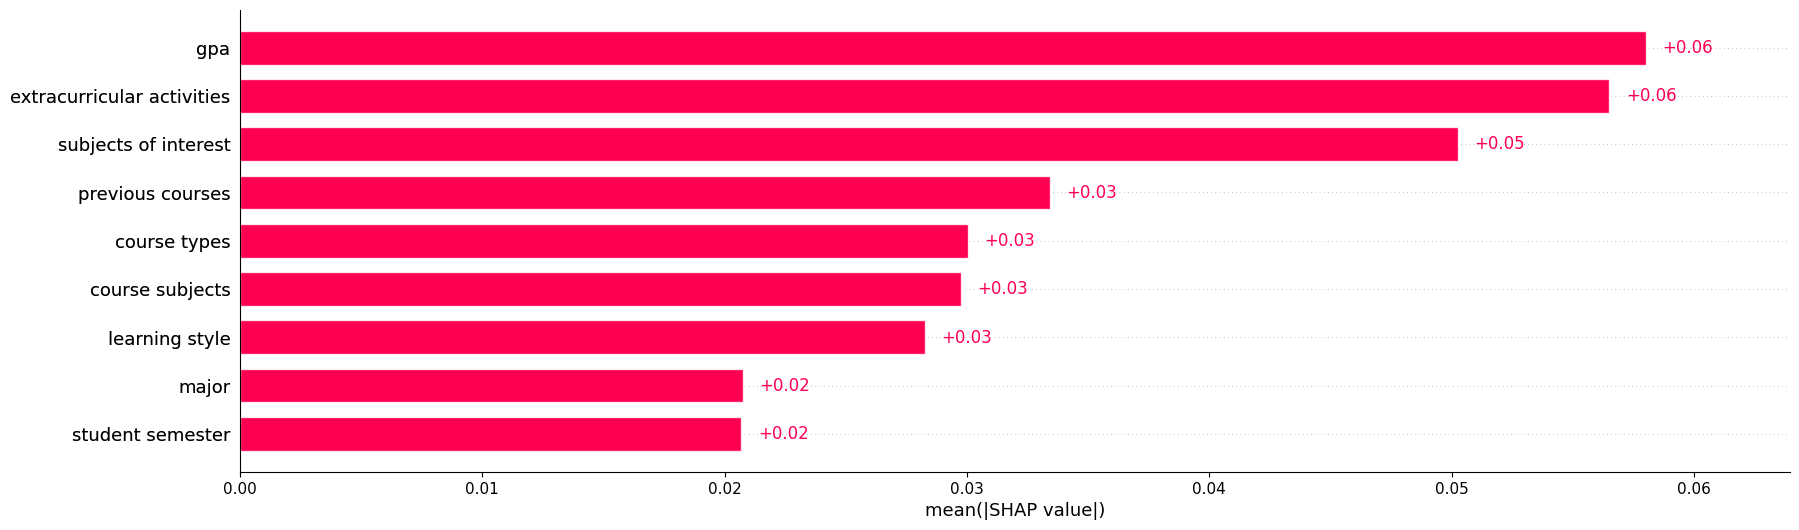 gpa +0.06
extracurricular activities +0.06
subjects of interest +0.05
previous courses +0.03
course types +0.03
course subjects +0.03
learning style +0.03
major +0.02
student semester +0.02
0.00 0.01 0.02 0.03 0.04 0.05 0.06
mean(|SHAP value|)